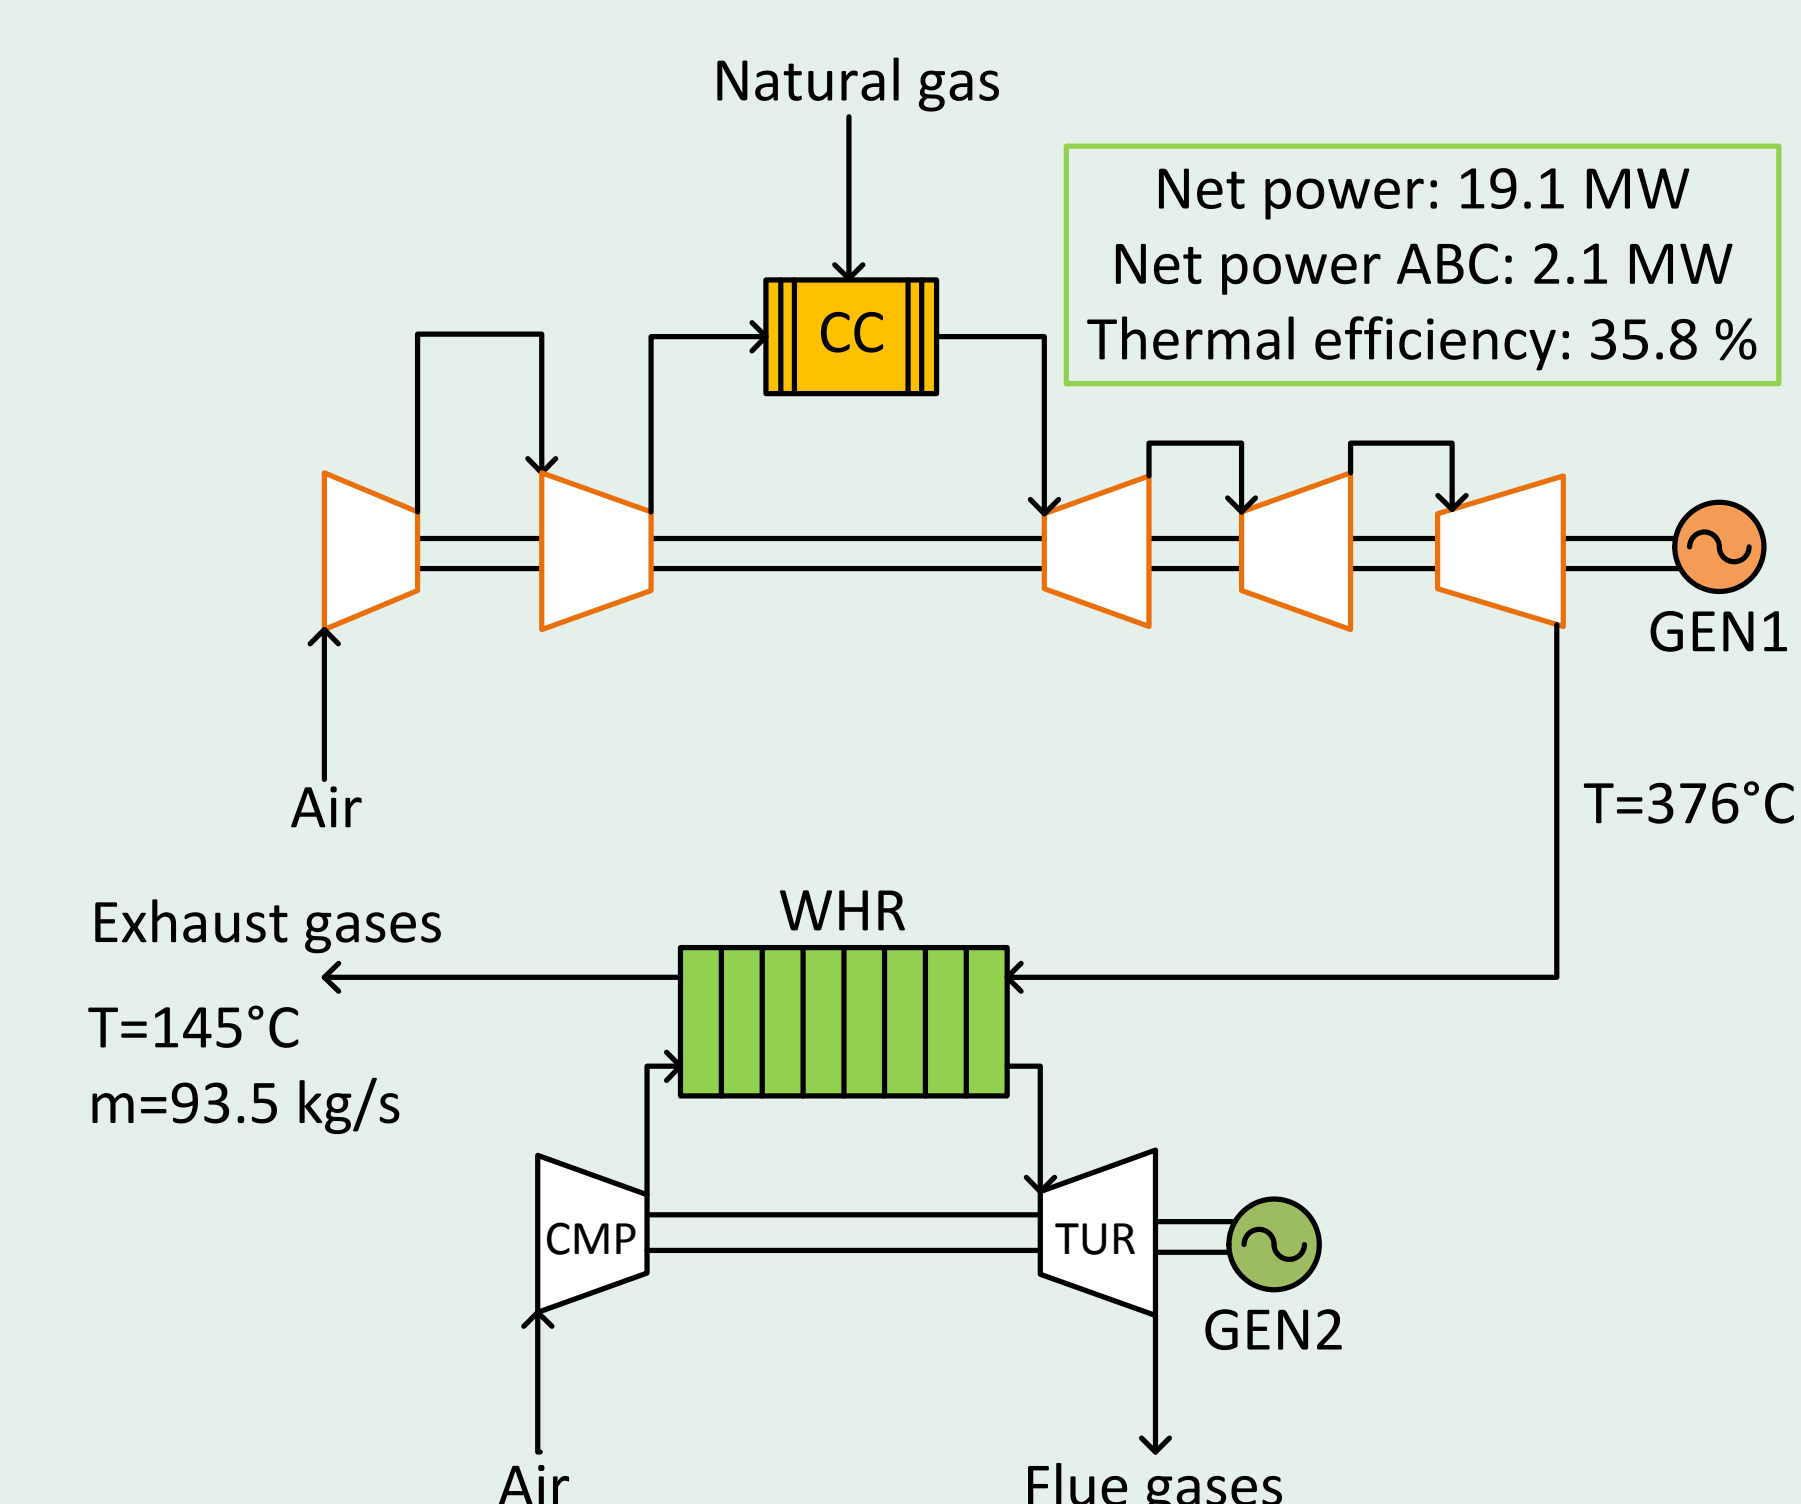 Natural gas
Net power: 19.1 MW
Net power ABC: 2.1 MW
Thermal efficiency: 35.8 %
CC
GEN1
Air
T=376°C
WHR
Exhaust gases
T=145°C
m=93.5 kg/s
CMP
TUR
GEN2
Air
Flue gases